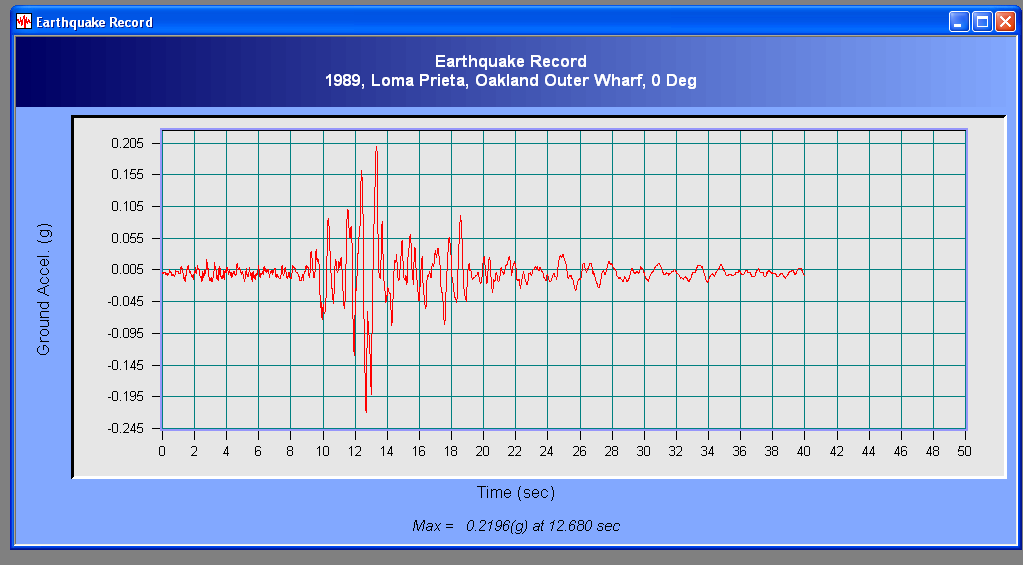 Earthquake Record
Earthquake Record
1989, Loma Prieta, Oakland Outer Wharf, 0 Deg
Ground Accel. (g)
0.205
0.155
0.105
0.055
0.005
-0.045
-0.095
-0.145
-0.195
-0.245
0 2 4 6 8 10 12 13 16 18 20 22 24 26 28 30 32 34 36 38 40 42 44 46 48 50
Time (sec)
Max = 0.2196(g) at 12.680 sec